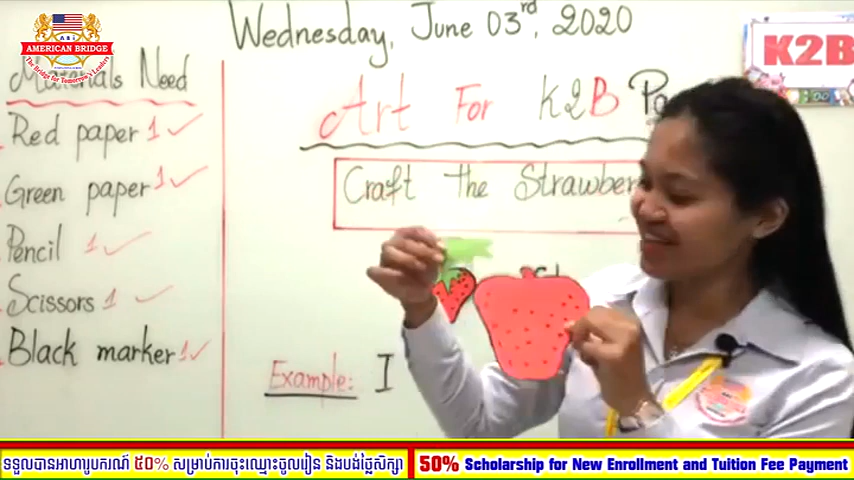 AMERICAN BRIDGE
The Bridge for Tomorrow's Leaders
Wednesday, June 03rd, 2020
K2B
Materials Need
Red paper 1 ✓
Green paper 1 ✓
Pencil 1 ✓
Scissors 1 ✓
Black marker 1 ✓
Art For K2B
Craft the
Example: I
ទទួលបានអាហារូបករណ៍ ៥០% សម្រាប់ការចុះឈ្មោះចូលរៀន និងបង់ថ្លៃសិក្សា
50% Scholarship for New Enrollment and Tuition Fee Payment